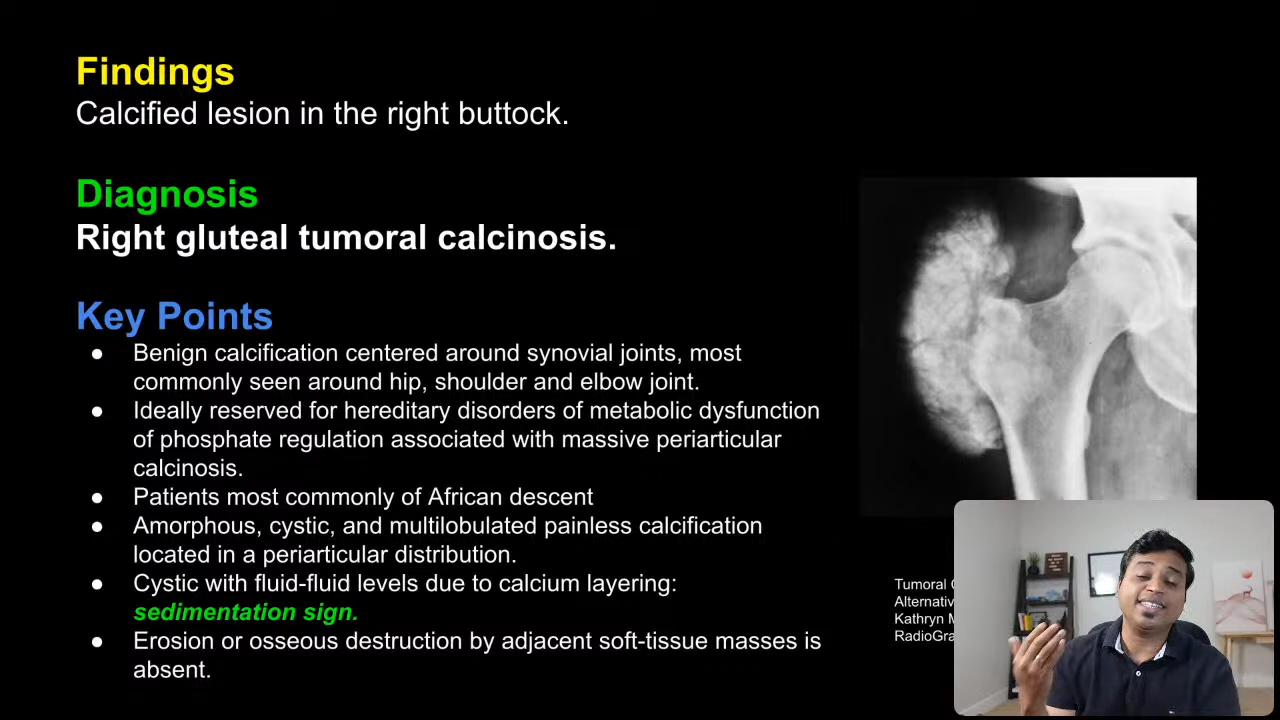 Findings
Calcified lesion in the right buttock.
Diagnosis
Right gluteal tumoral calcinosis.
Key Points
● Benign calcification centered around synovial joints, most
commonly seen around hip, shoulder and elbow joint.
● Ideally reserved for hereditary disorders of metabolic dysfunction
of phosphate regulation associated with massive periarticular
calcinosis.
● Patients most commonly of African descent
● Amorphous, cystic, and multilobulated painless calcification
located in a periarticular distribution.
● Cystic with fluid-fluid levels due to calcium layering:
sedimentation sign.
● Erosion or osseous destruction by adjacent soft-tissue masses is
absent.
Tumoral
Kathryn